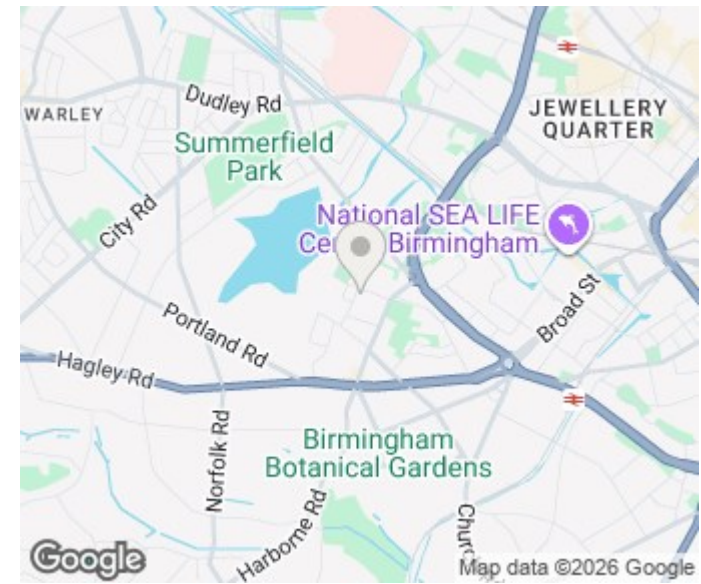 WARLEY
Dudley Rd
JEWELLERY
QUARTER
Summerfield
Park
City Rd
National SEA LIFE
Birmingham
Broad St
Portland Rd
Hagley Rd
Norfolk Rd
Birmingham
Botanical Gardens
Harborne Rd
Google
Map data ©2026 Google